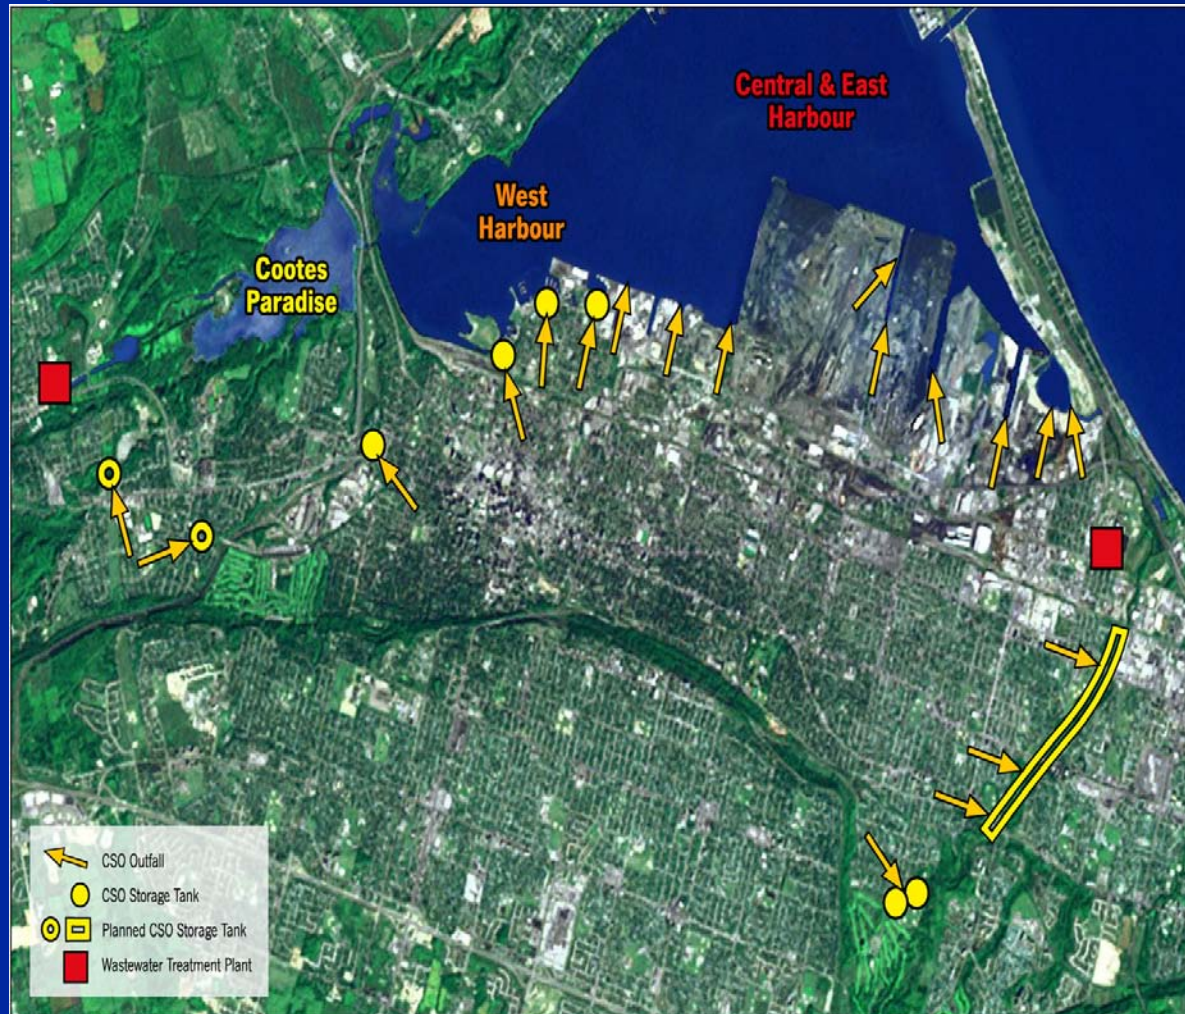 Central & East
Harbour
West
Harbour
Cootes
Paradise
CSO Outfall
CSO Storage Tank
Planned CSO Storage Tank
Wastewater Treatment Plant